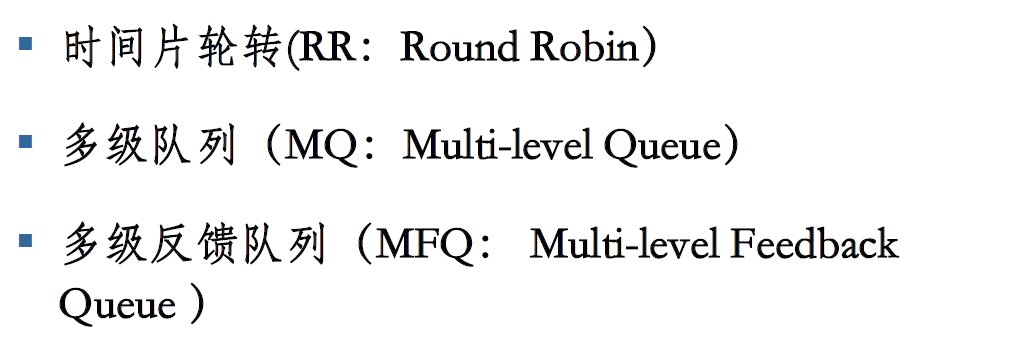 ▪ 时间片轮转(RR：Round Robin）
▪ 多级队列（MQ：Multi-level Queue）
▪ 多级反馈队列（MFQ： Multi-level Feedback
Queue ）